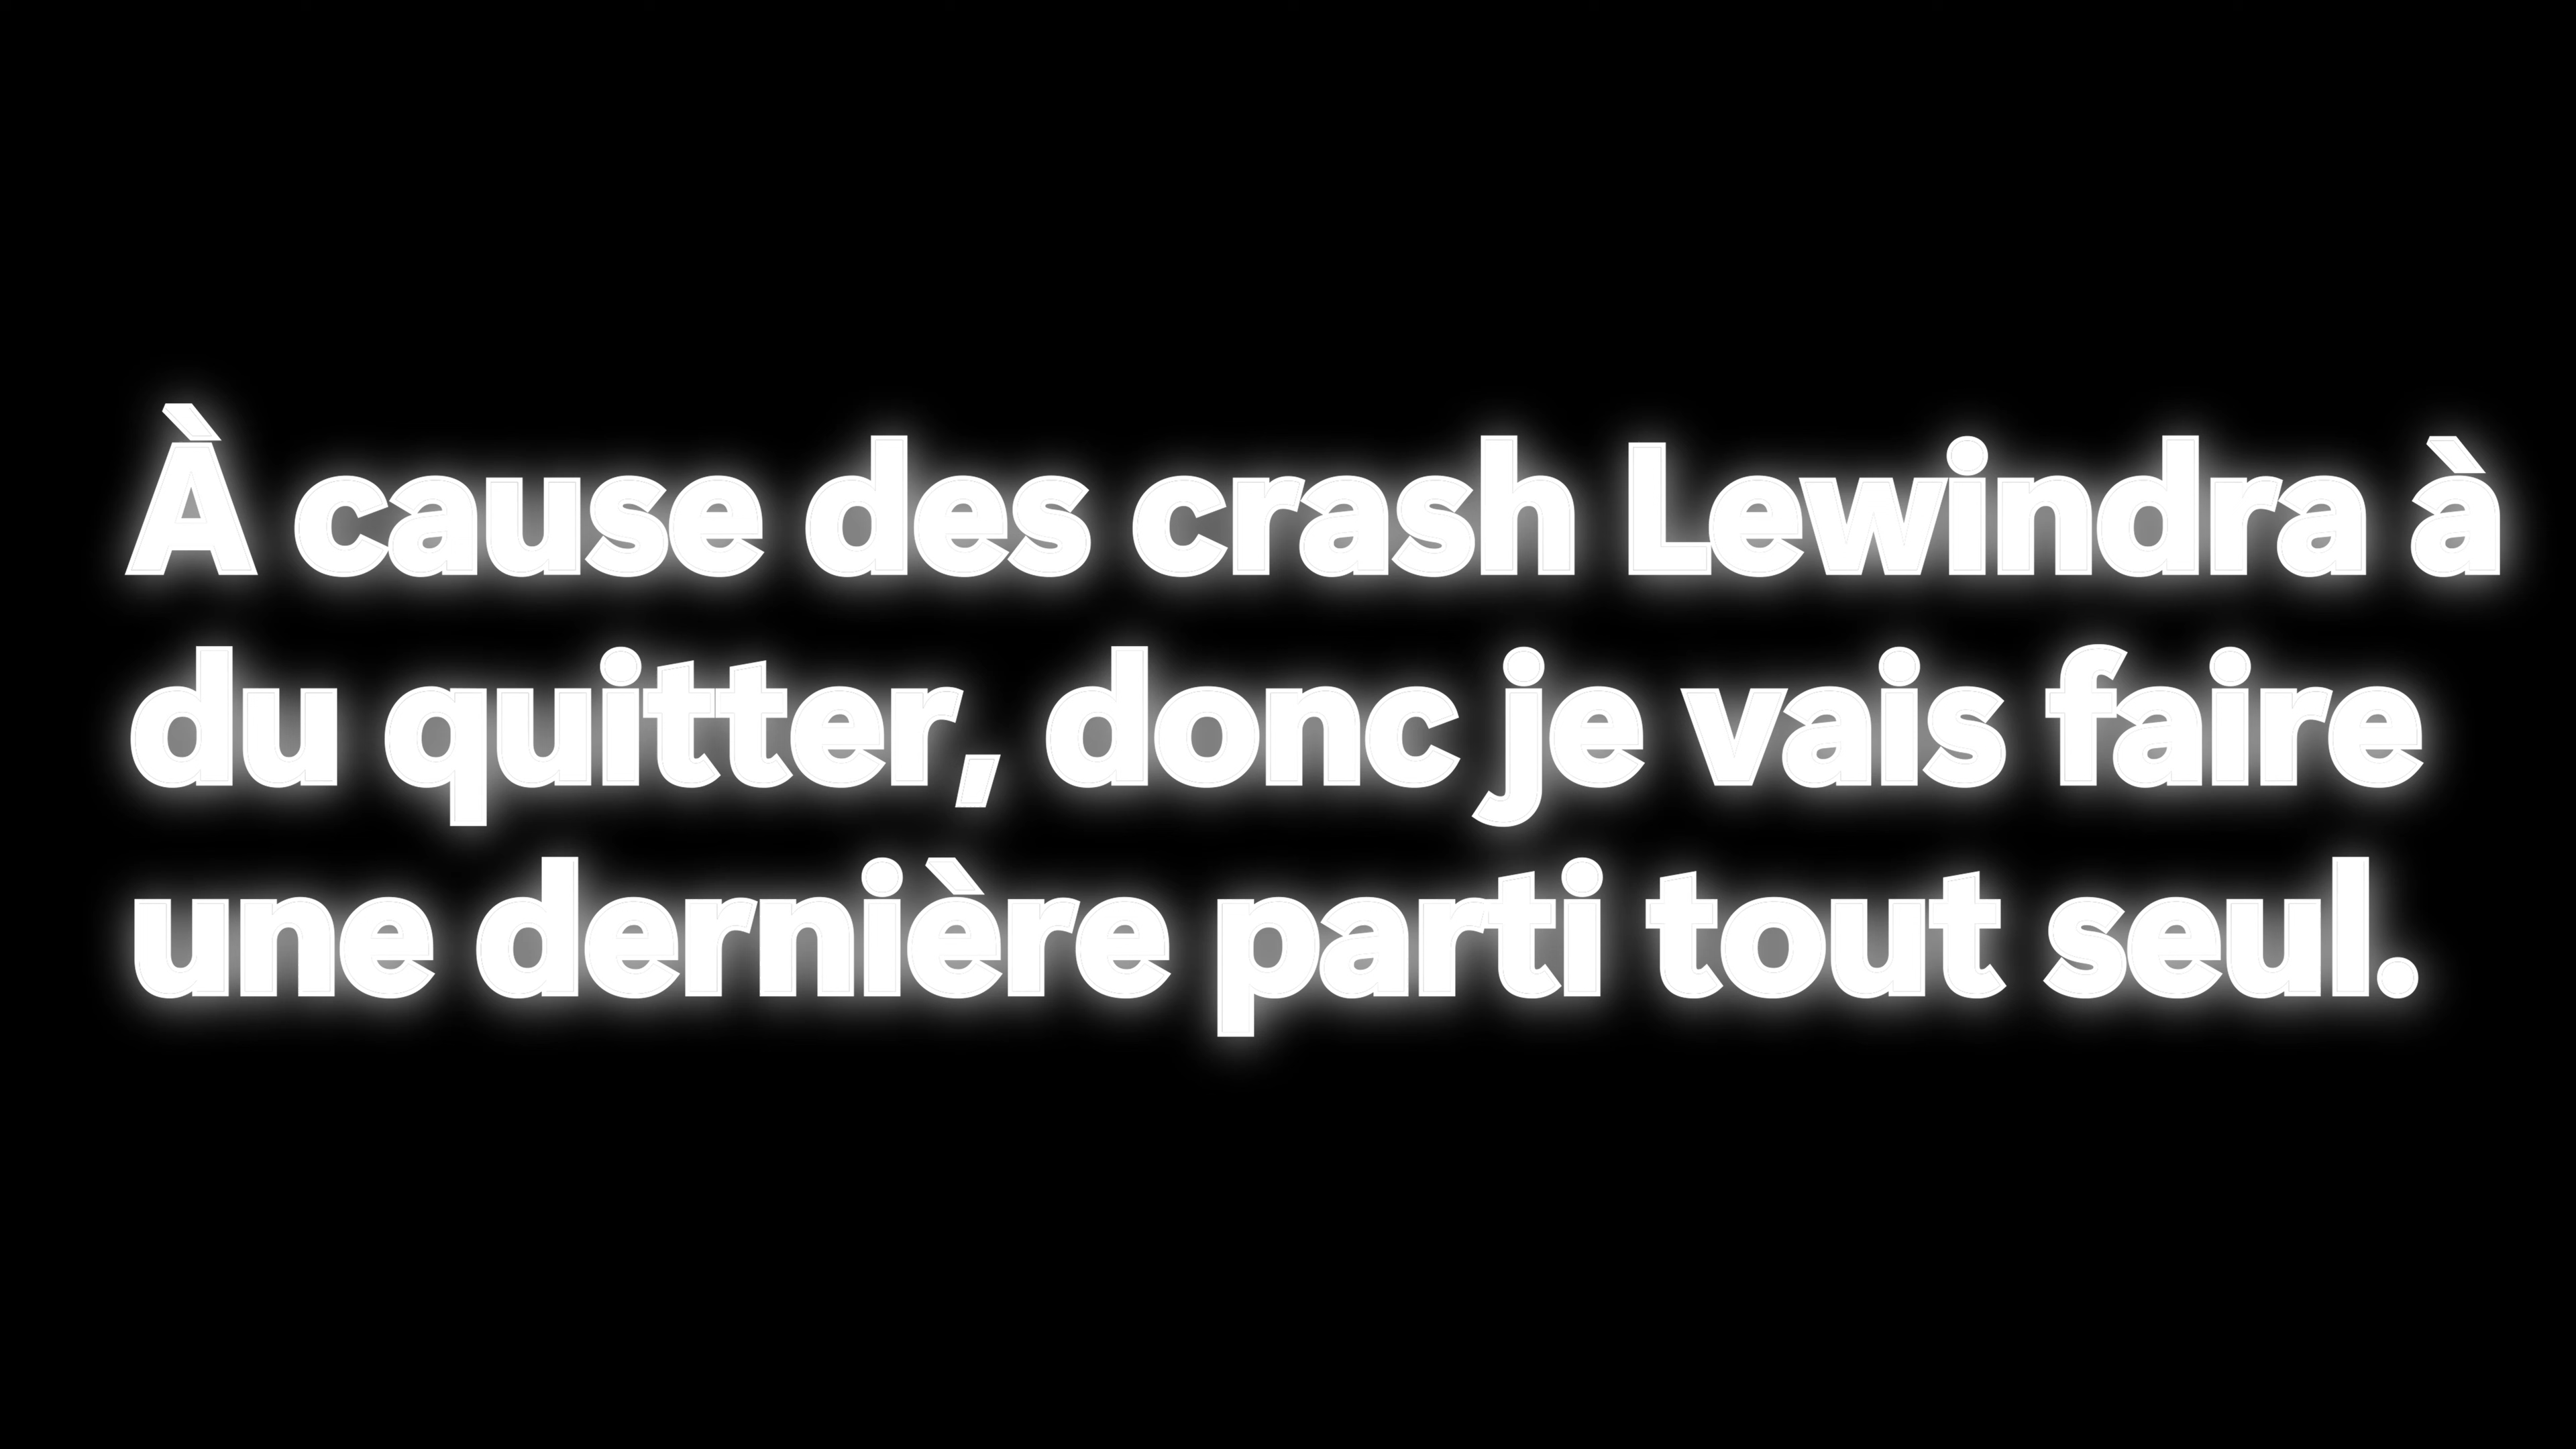 À cause des crash Lewindra à
du quitter, donc je vais faire
une dernière parti tout seul.